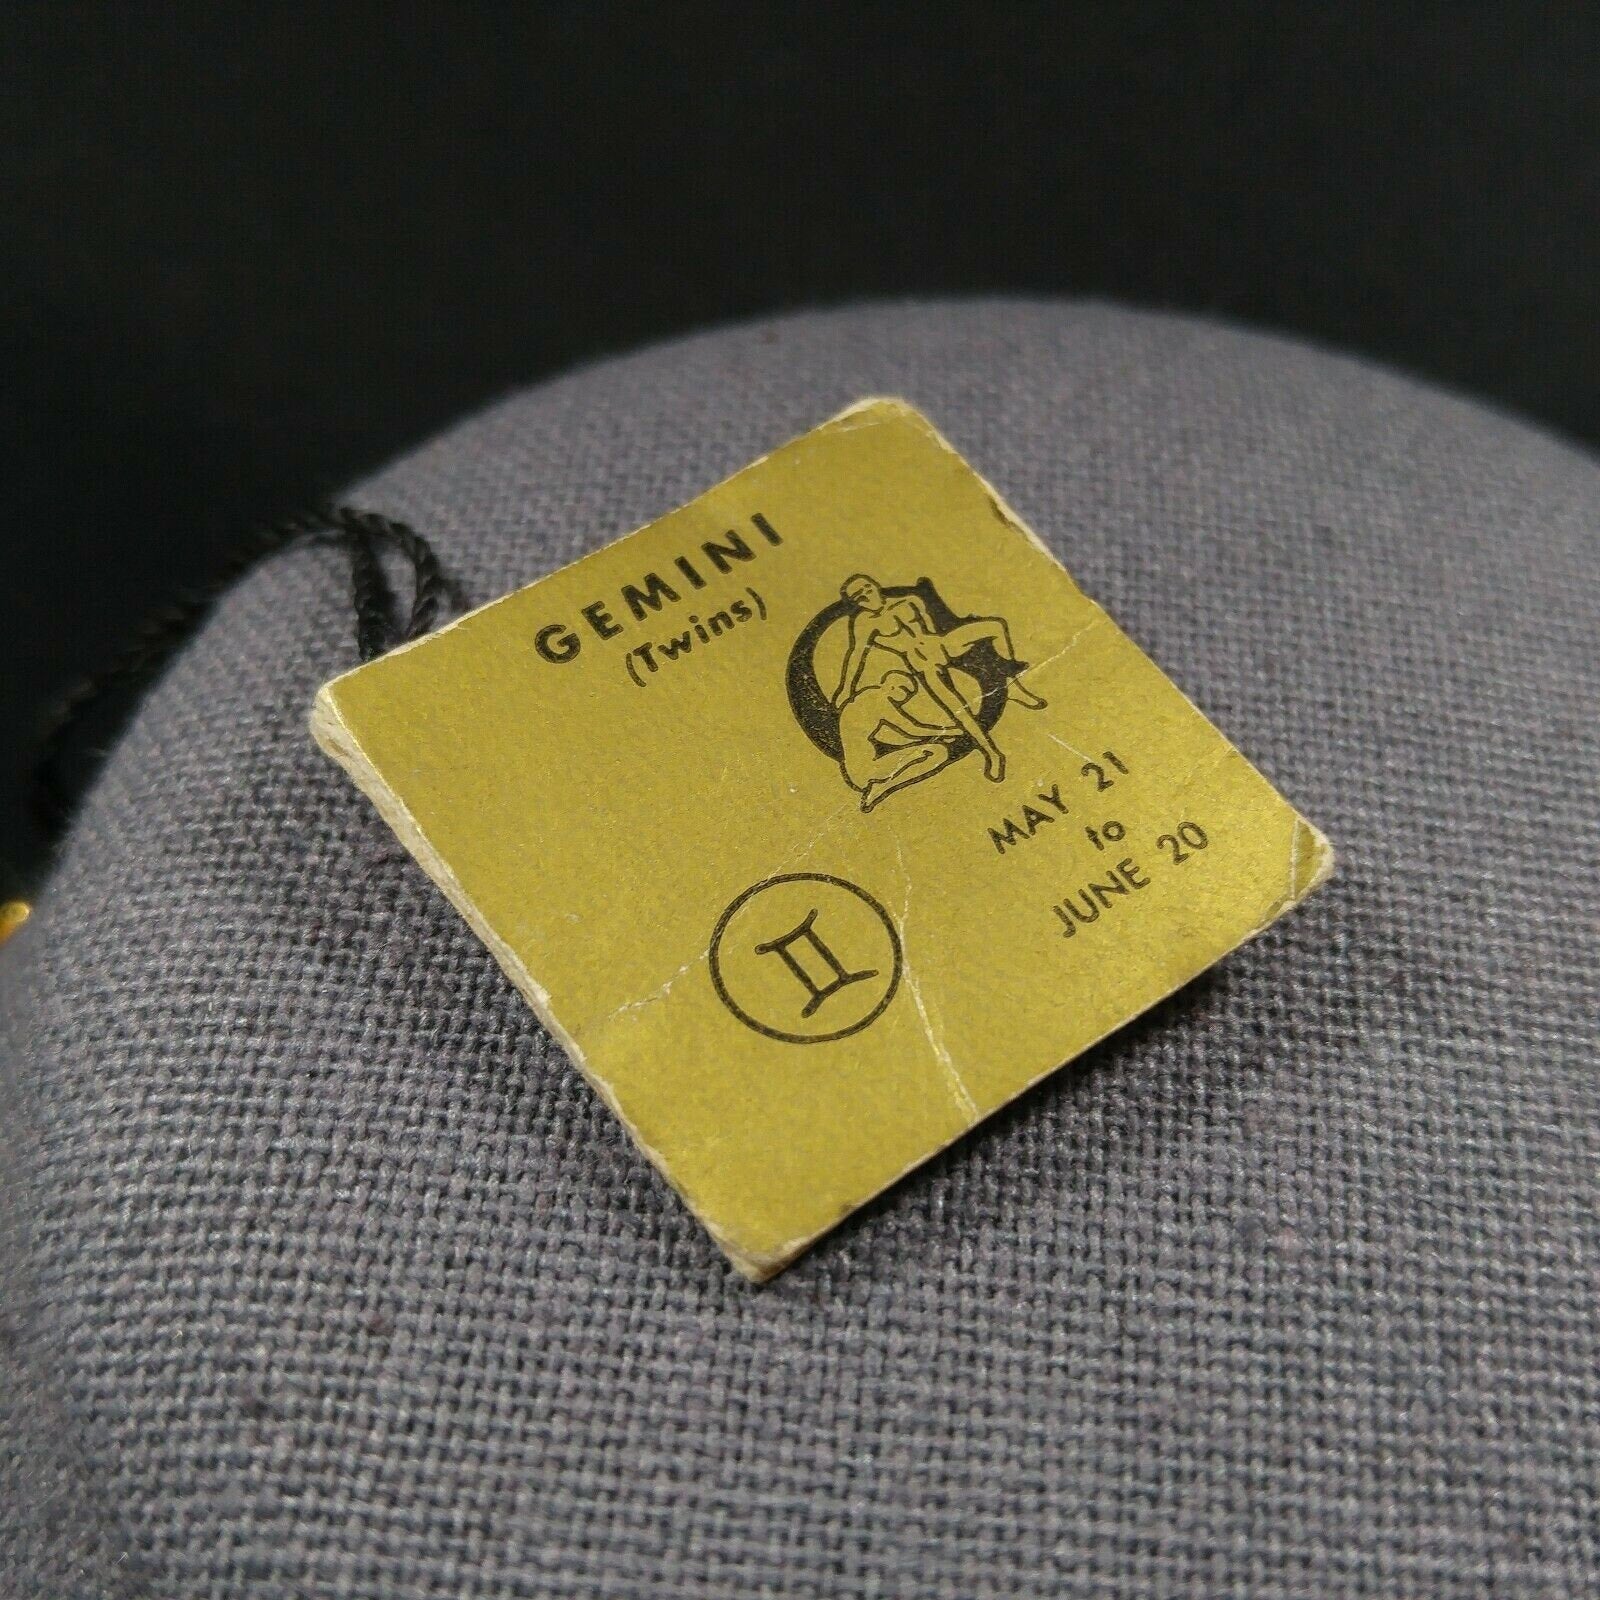 GEMINI
(Twins)
MAY 21
to
JUNE 20
♊